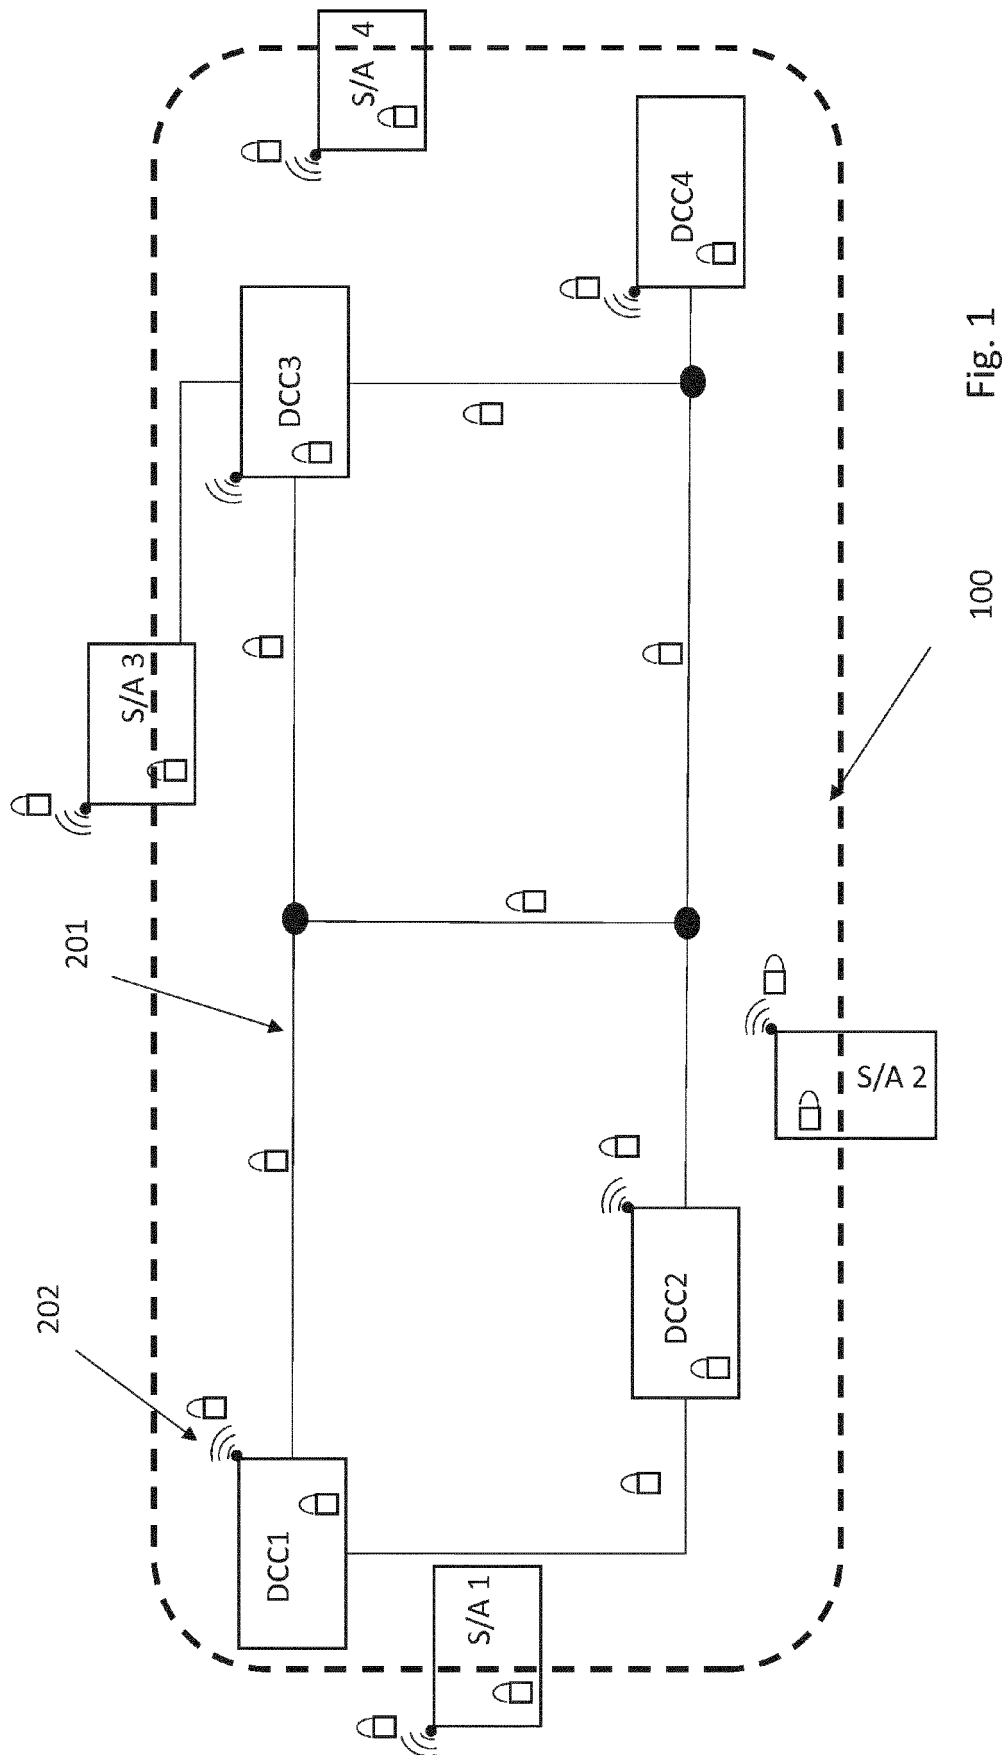 202
201
S/A 3
S/A 4
DCC1
DCC3
S/A 1
DCC2
DCC4
S/A 2
100
Fig. 1